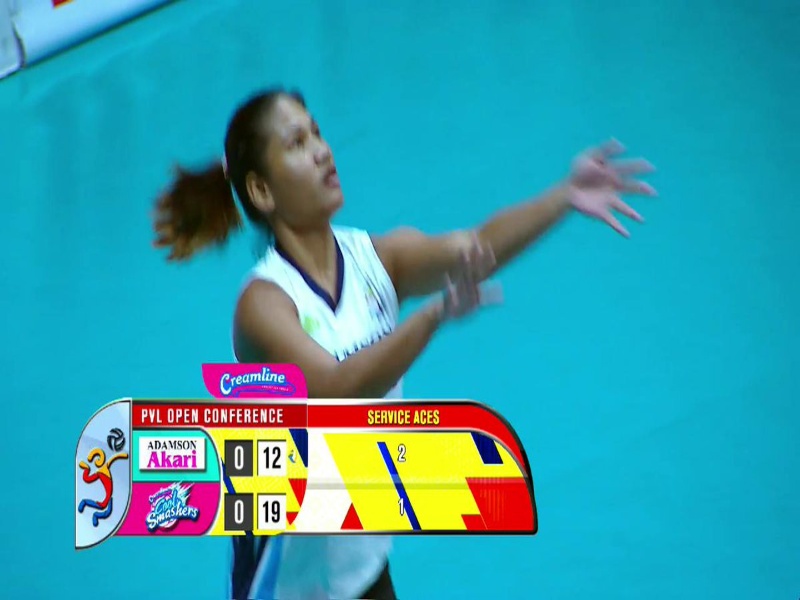 Creamline
PVL OPEN CONFERENCE SERVICE ACES
ADAMSON
Akari 0 12 2
Cool
Smashers 0 19 1